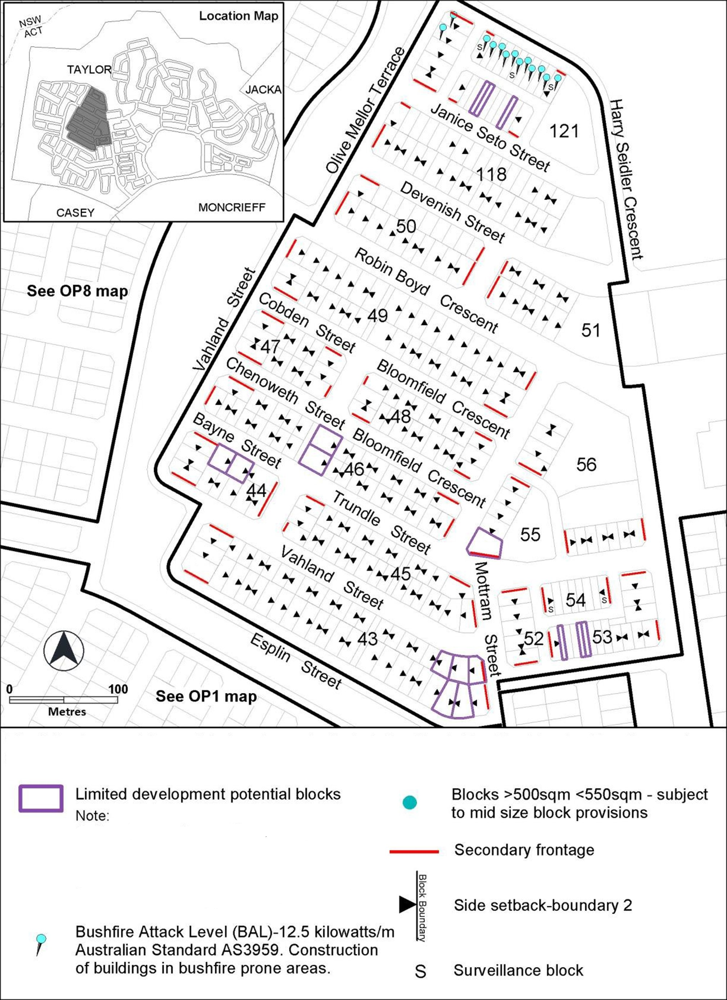 Location Map
NSW
ACT
TAYLOR
JACKA
CASEY
MONCRIEFF
Olive Mellor Terrace
Harry Seidler Crescent
S
S
S
121
Janice Seto Street
118
Devenish Street
50
Robin Boyd Crescent
51
See OP8 map
Vahland Street
49
Cobden Street
47
Bloomfield Crescent
Chenoweth Street
48
Bloomfield Crescent
Bayne Street
56
46
44
Trundle Street
55
Vahland Street
45
Mottram Street
54
S
S
52
53
43
Esplin Street
0 100
Metres
See OP1 map
Limited development potential blocks
Note:
Blocks >500sqm <550sqm - subject
to mid size block provisions
Secondary frontage
Block Boundary
Side setback-boundary 2
Bushfire Attack Level (BAL)-12.5 kilowatts/m
Australian Standard AS3959. Construction
of buildings in bushfire prone areas.
S Surveillance block